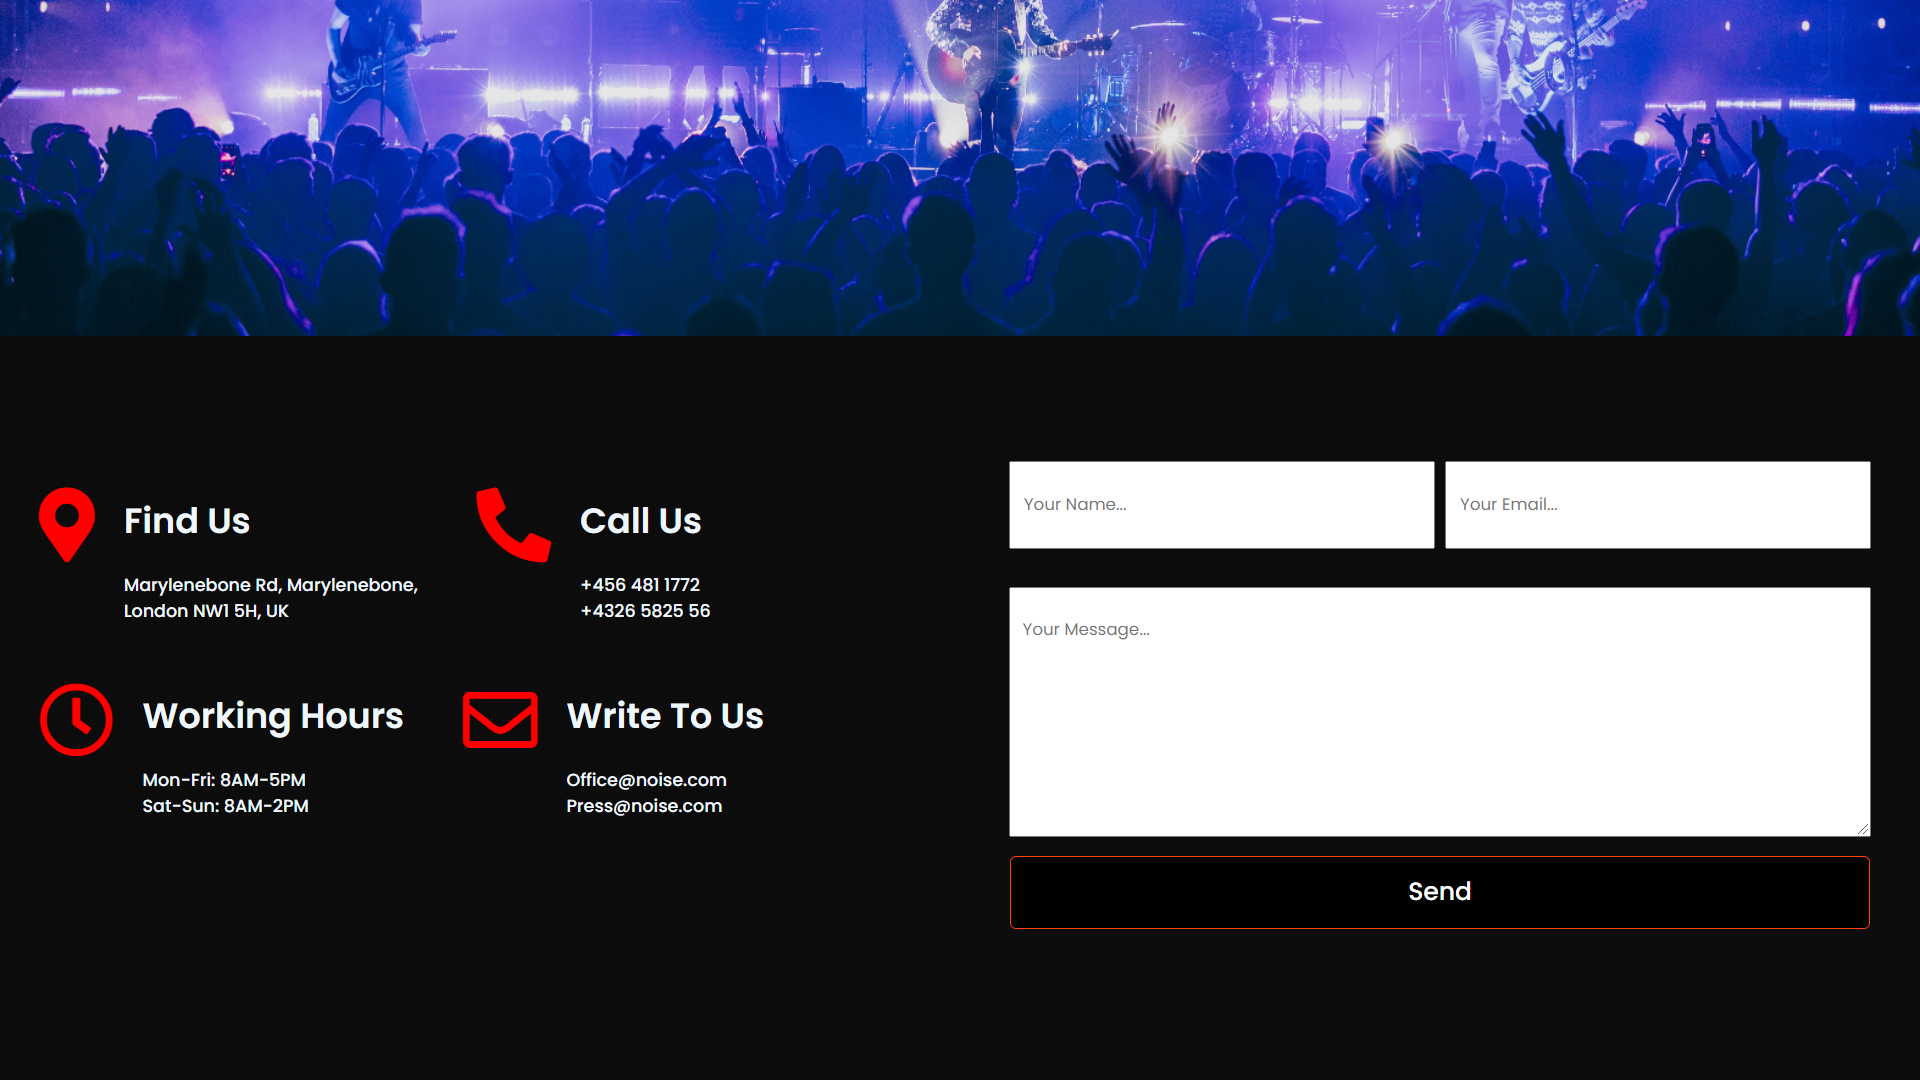 Find Us
Marylenebone Rd, Marylenebone,
London NW1 5H, UK
Call Us
+456 481 1772
+4326 5825 56
Working Hours
Mon-Fri: 8AM-5PM
Sat-Sun: 8AM-2PM
Write To Us
Office@noise.com
Press@noise.com
Your Name...
Your Email...
Your Message...
Send